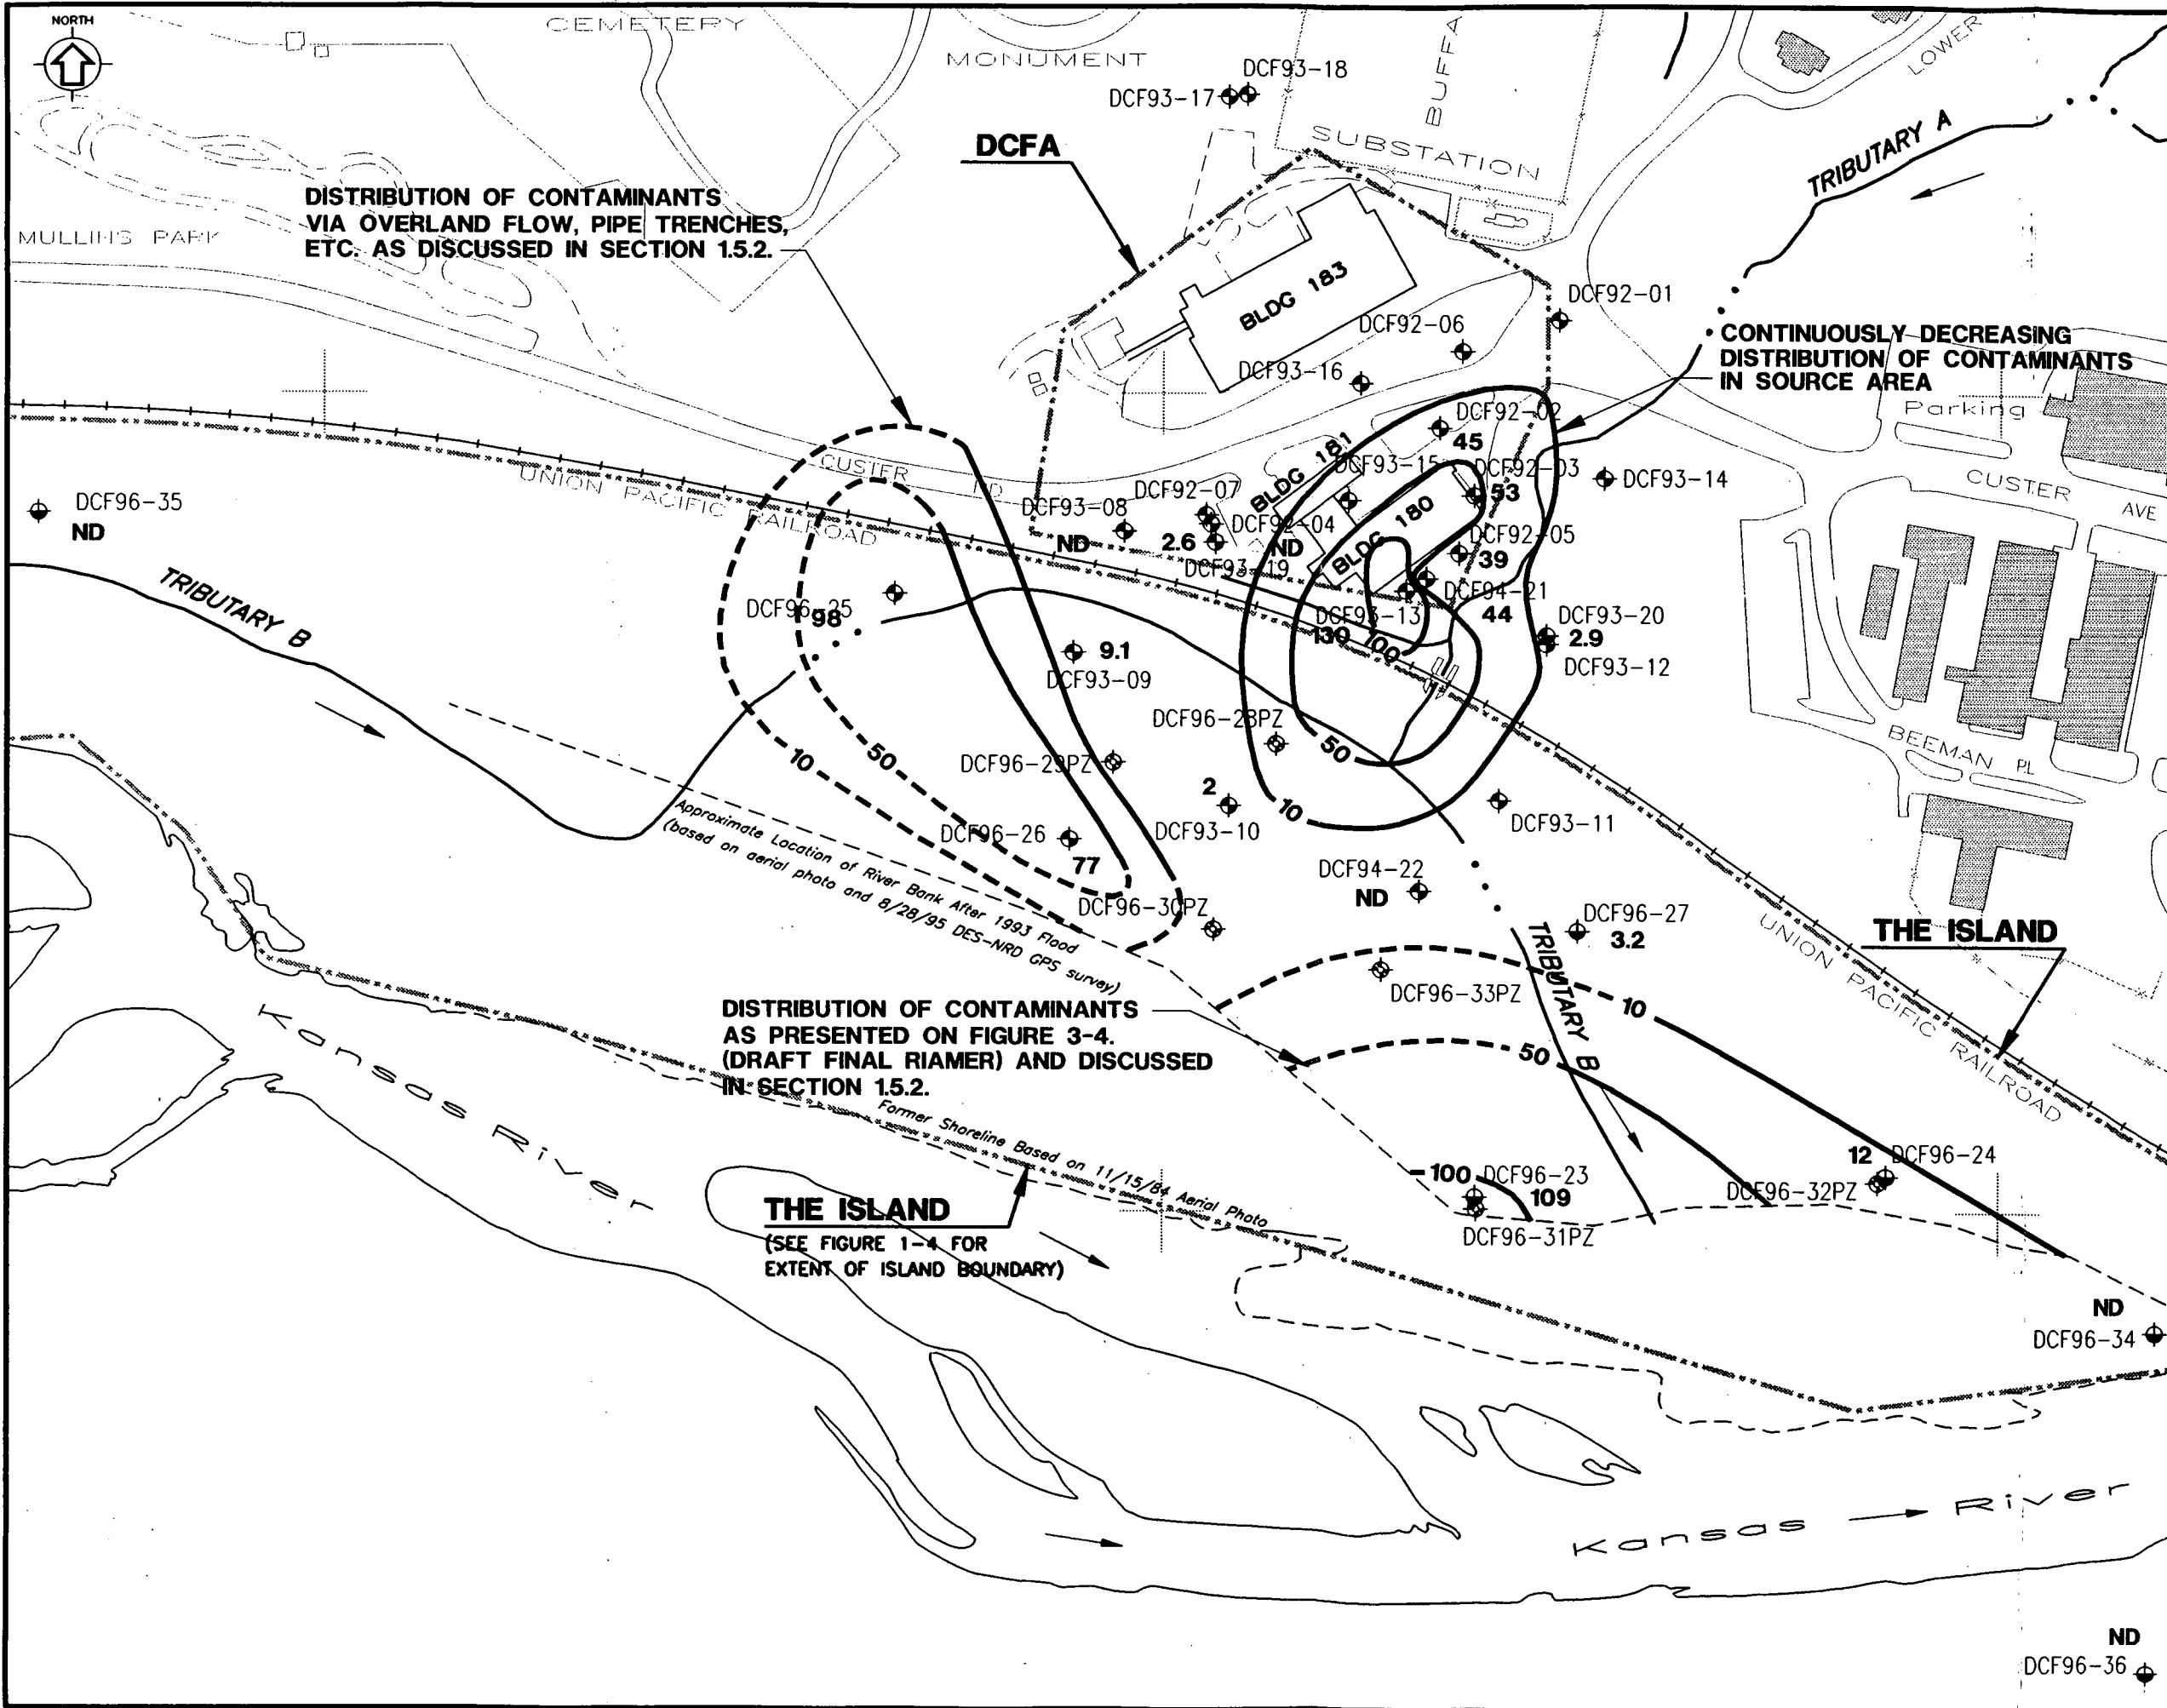 NORTH
CEMETERY
MONUMENT
BUFFA
LOWER
DCF93-18
DCF93-17
SUBSTATION
DCFA
TRIBUTARY A
DISTRIBUTION OF CONTAMINANTS
VIA OVERLAND FLOW, PIPE TRENCHES,
ETC. AS DISCUSSED IN SECTION 1.5.2.
MULLINS PARK
BLDG 183
DCF92-01
DCF92-06
DCF93-16
CONTINUOUSLY DECREASING
DISTRIBUTION OF CONTAMINANTS
IN SOURCE AREA
Parking
DCF92-02
45
BLDG 181
DCF93-15
DCF92-03
53
DCF93-14
CUSTER
AVE
CUSTER RD
UNION PACIFIC RAILROAD
DCF96-35
ND
DCF93-08
ND
DCF92-07
DCF92-04
2.6
ND
DCF93-19
BLDG 180
DCF92-05
39
DCF94-21
44
DCF93-13
130
100
DCF93-20
2.9
DCF93-12
TRIBUTARY B
DCF96-25
98
9.1
DCF93-09
DCF96-28PZ
50
10
DCF96-29PZ
10
50
2
DCF93-10
DCF93-11
BEEMAN PL
Approximate Location of River Bank After 1993 Flood
(based on aerial photo and 8/28/95 DES-NRD GPS survey)
DCF96-26
77
DCF94-22
ND
DCF96-30PZ
DCF96-27
3.2
THE ISLAND
UNION PACIFIC RAILROAD
DCF96-33PZ
TRIBUTARY B
10
50
DISTRIBUTION OF CONTAMINANTS
AS PRESENTED ON FIGURE 3-4.
(DRAFT FINAL RIAMER) AND DISCUSSED
IN SECTION 1.5.2.
Kansas River
Former Shoreline Based on 11/15/84 Aerial Photo
100
DCF96-23
109
DCF96-31PZ
12
DCF96-24
DCF96-32PZ
THE ISLAND
(SEE FIGURE 1-4 FOR
EXTENT OF ISLAND BOUNDARY)
ND
DCF96-34
Kansas River
ND
DCF96-36